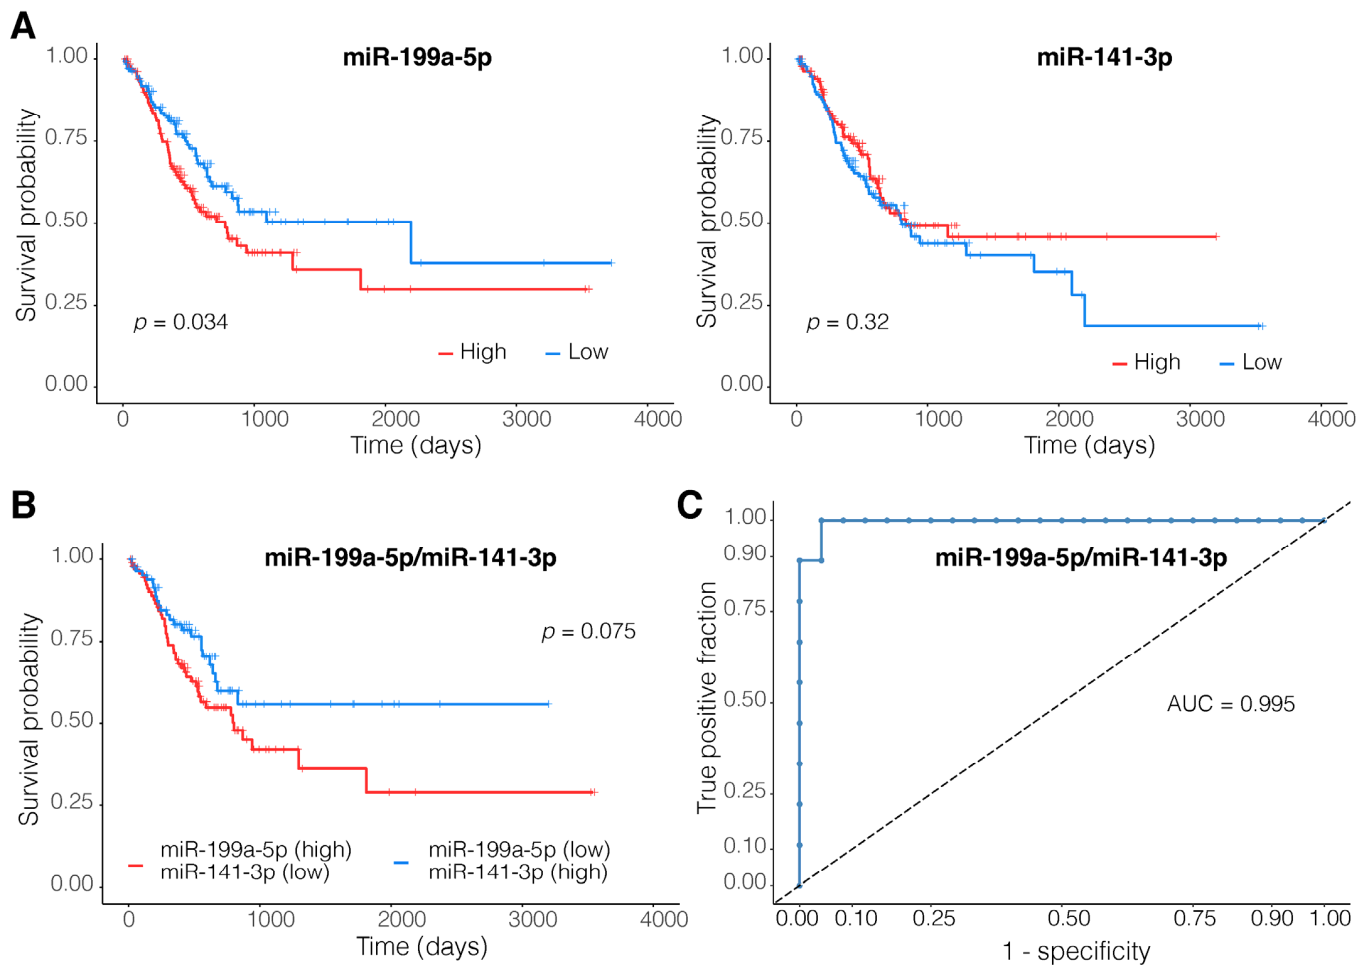 A
miR-199a-5p
1.00
0.75
0.50
0.25
0.00
Survival probability
p = 0.034
High
Low
0
1000
2000
3000
4000
Time (days)
miR-141-3p
1.00
0.75
0.50
0.25
0.00
Survival probability
p = 0.32
High
Low
0
1000
2000
3000
4000
Time (days)
B
miR-199a-5p/miR-141-3p
1.00
0.75
0.50
0.25
0.00
Survival probability
p = 0.075
miR-199a-5p (high)
miR-141-3p (low)
miR-199a-5p (low)
miR-141-3p (high)
0
1000
2000
3000
4000
Time (days)
C
1.00
0.90
0.75
0.50
0.25
0.10
0.00
True positive fraction
miR-199a-5p/miR-141-3p
AUC = 0.995
0.00
0.10
0.25
0.50
0.75
0.90
1.00
1 - specificity